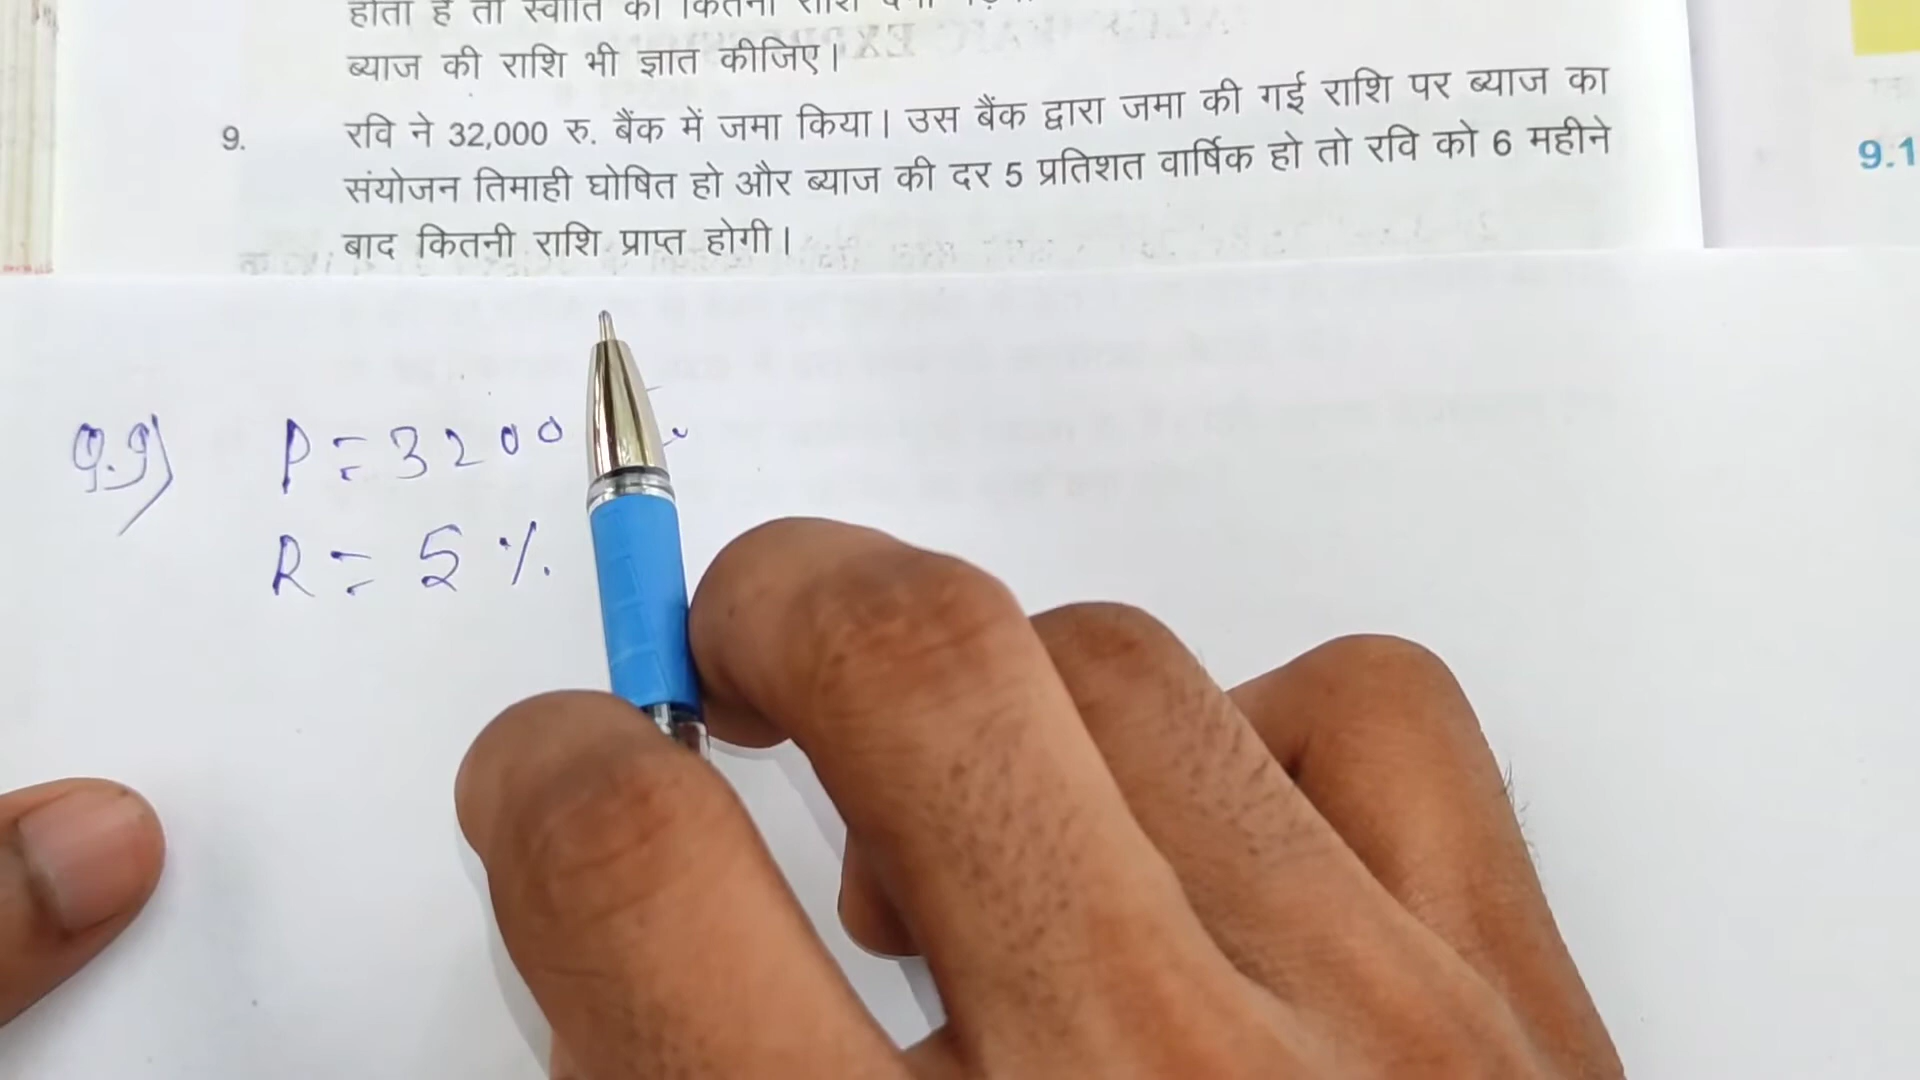 होता है तो स्वाति को कितनी राशि
ब्याज की राशि भी ज्ञात कीजिए।
9. रवि ने 32,000 रु. बैंक में जमा किया। उस बैंक द्वारा जमा की गई राशि पर ब्याज का
संयोजन तिमाही घोषित हो और ब्याज की दर 5 प्रतिशत वार्षिक हो तो रवि को 6 महीने
बाद कितनी राशि प्राप्त होगी।
9.1
Q.9) P = 3200
R = 5 %